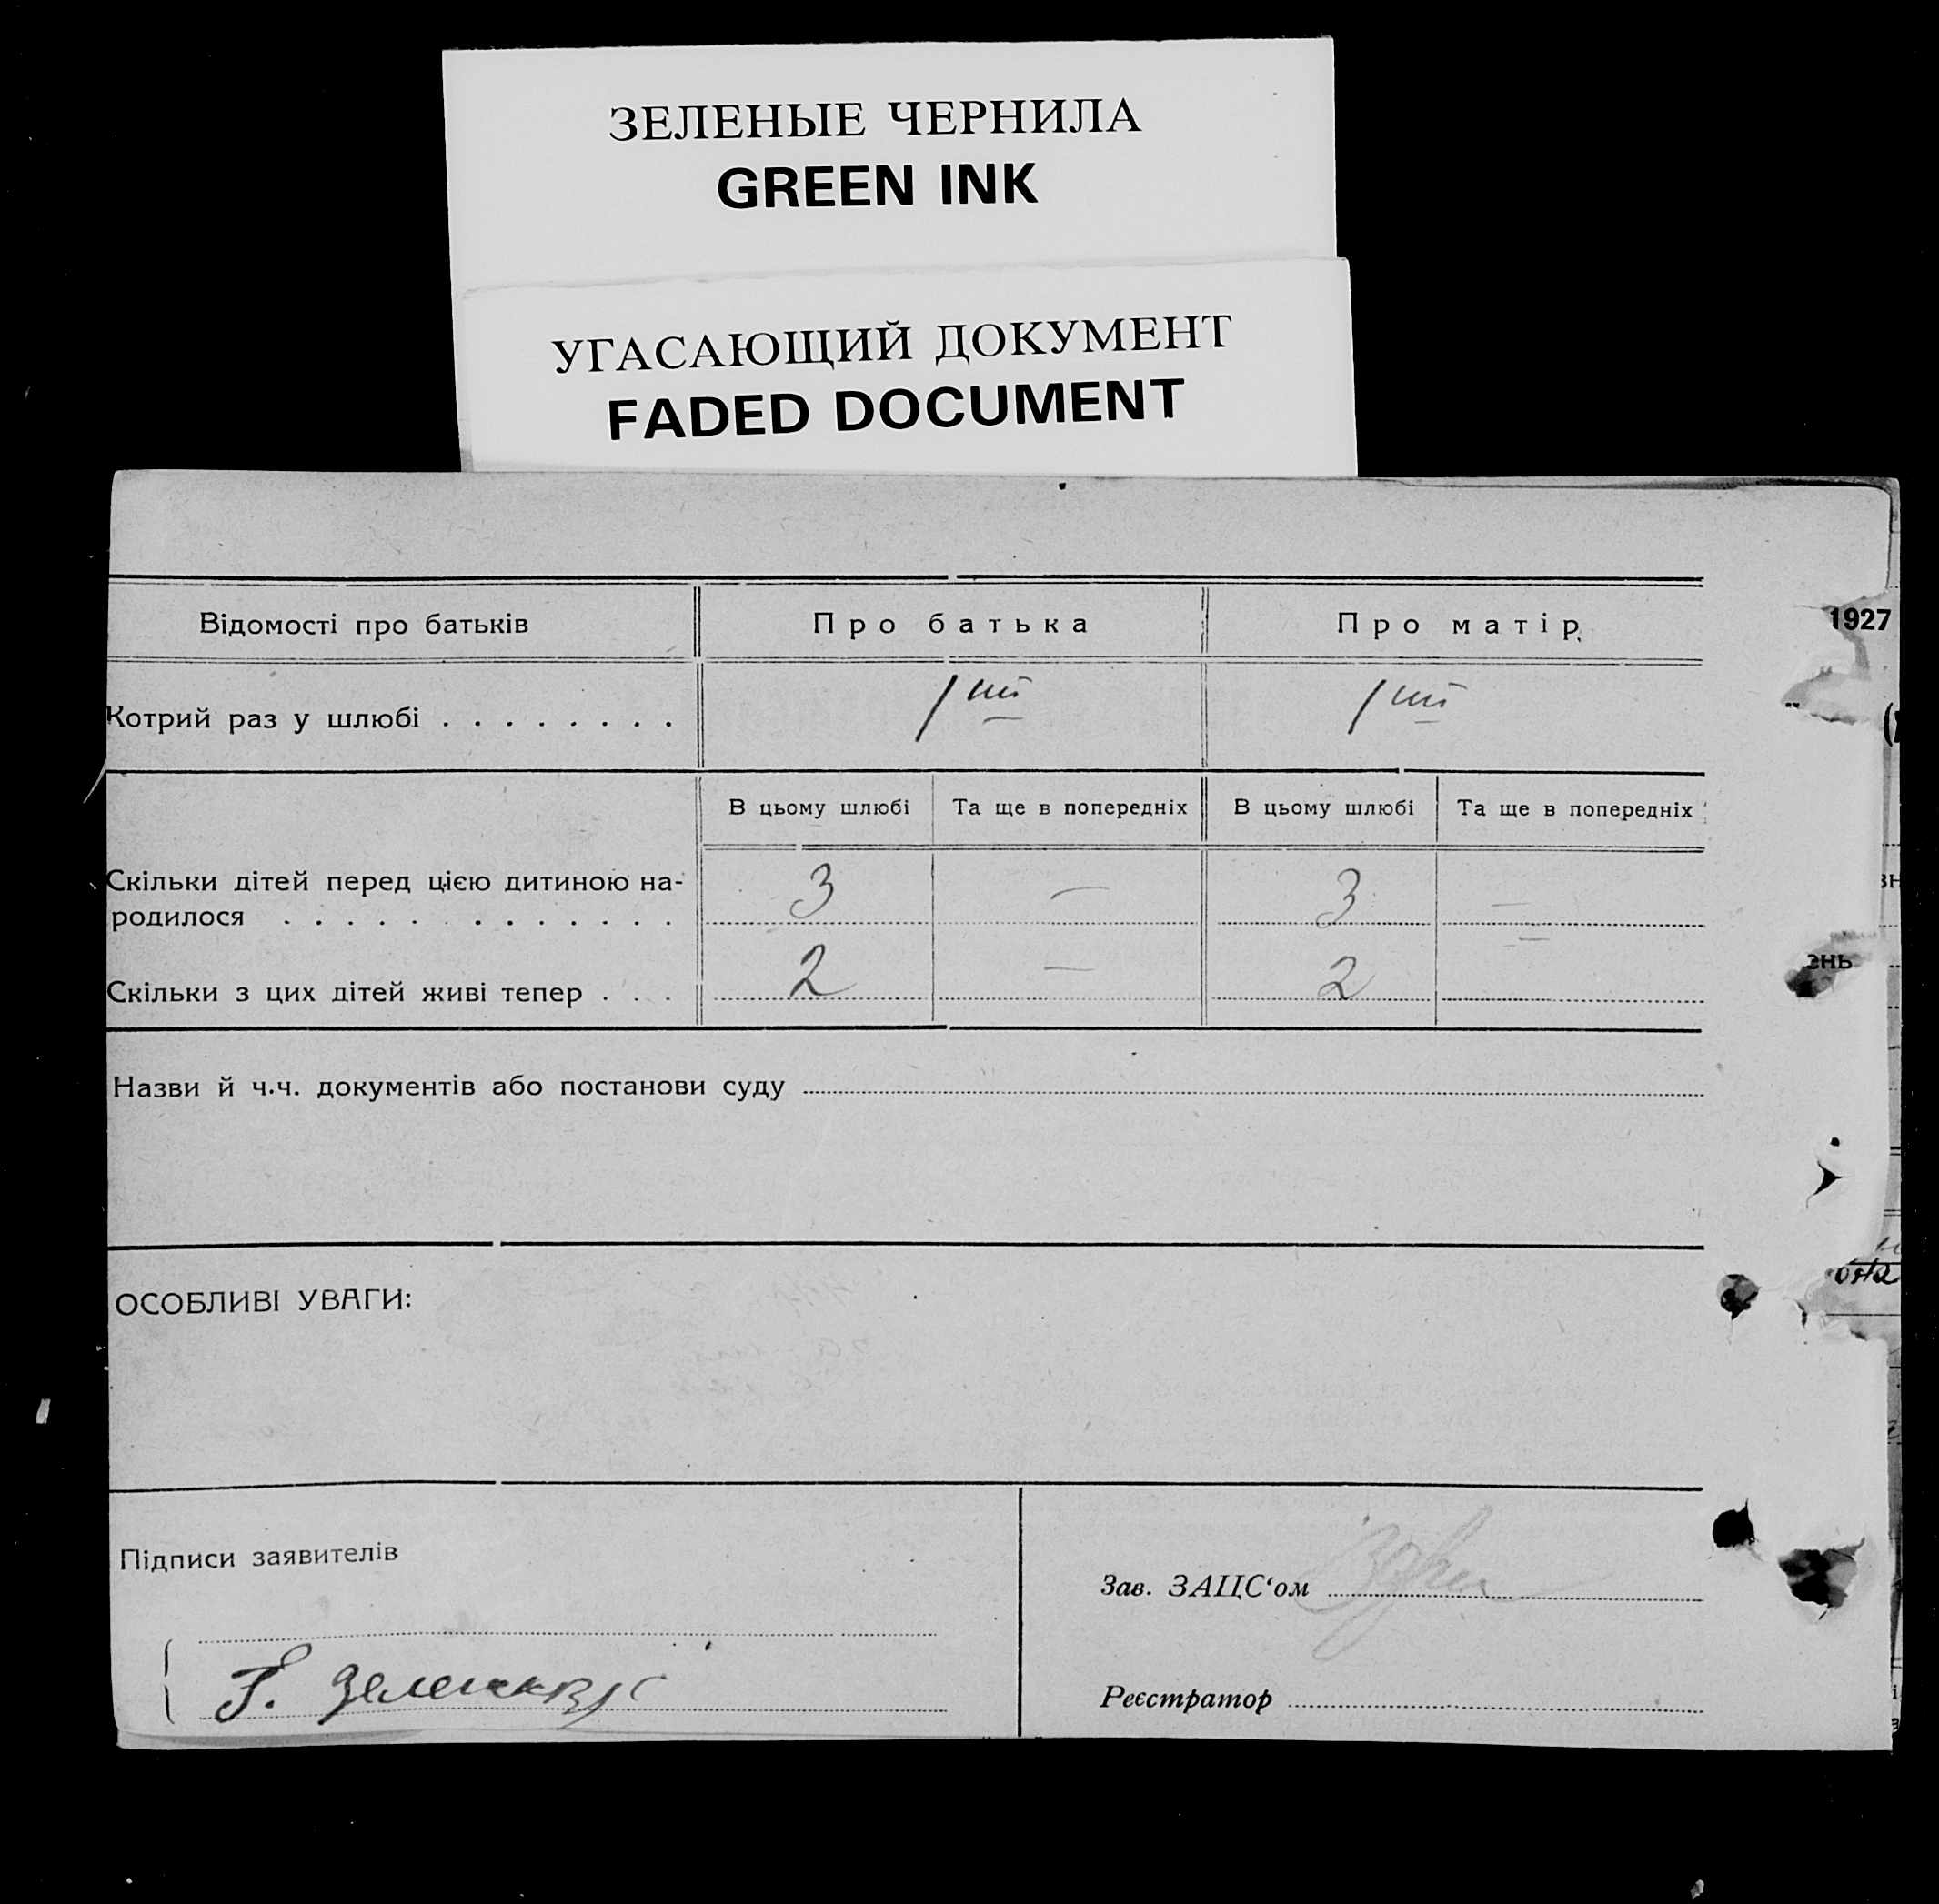 ЗЕЛЕНЫЕ ЧЕРНИЛА
GREEN INK
УГАСАЮЩИЙ ДОКУМЕНТ
FADED DOCUMENT
Відомості про батьків Про батька Про матір 1927
Котрий раз у шлюбі . . . . . . . . 1ший 1ший
В цьому шлюбі Та ще в попередніх В цьому шлюбі Та ще в попередніх
Скільки дітей перед цією дитиною на-
родилося . . . . . . . . . . . . 3 — 3 —
Скільки з цих дітей живі тепер . . . 2 — 2 —
Назви й ч.ч. документів або постанови суду
ОСОБЛИВІ УВАГИ:
Підписи заявителів
Зав. ЗАЦС‘ом
Реєстратор